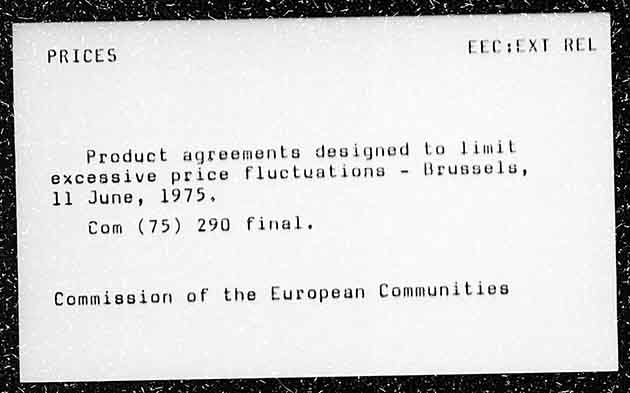 PRICES
EEC:EXT REL
Product agreements designed to limit
excessive price fluctuations - Brussels,
11 June, 1975.
Com (75) 290 final.
Commission of the European Communities